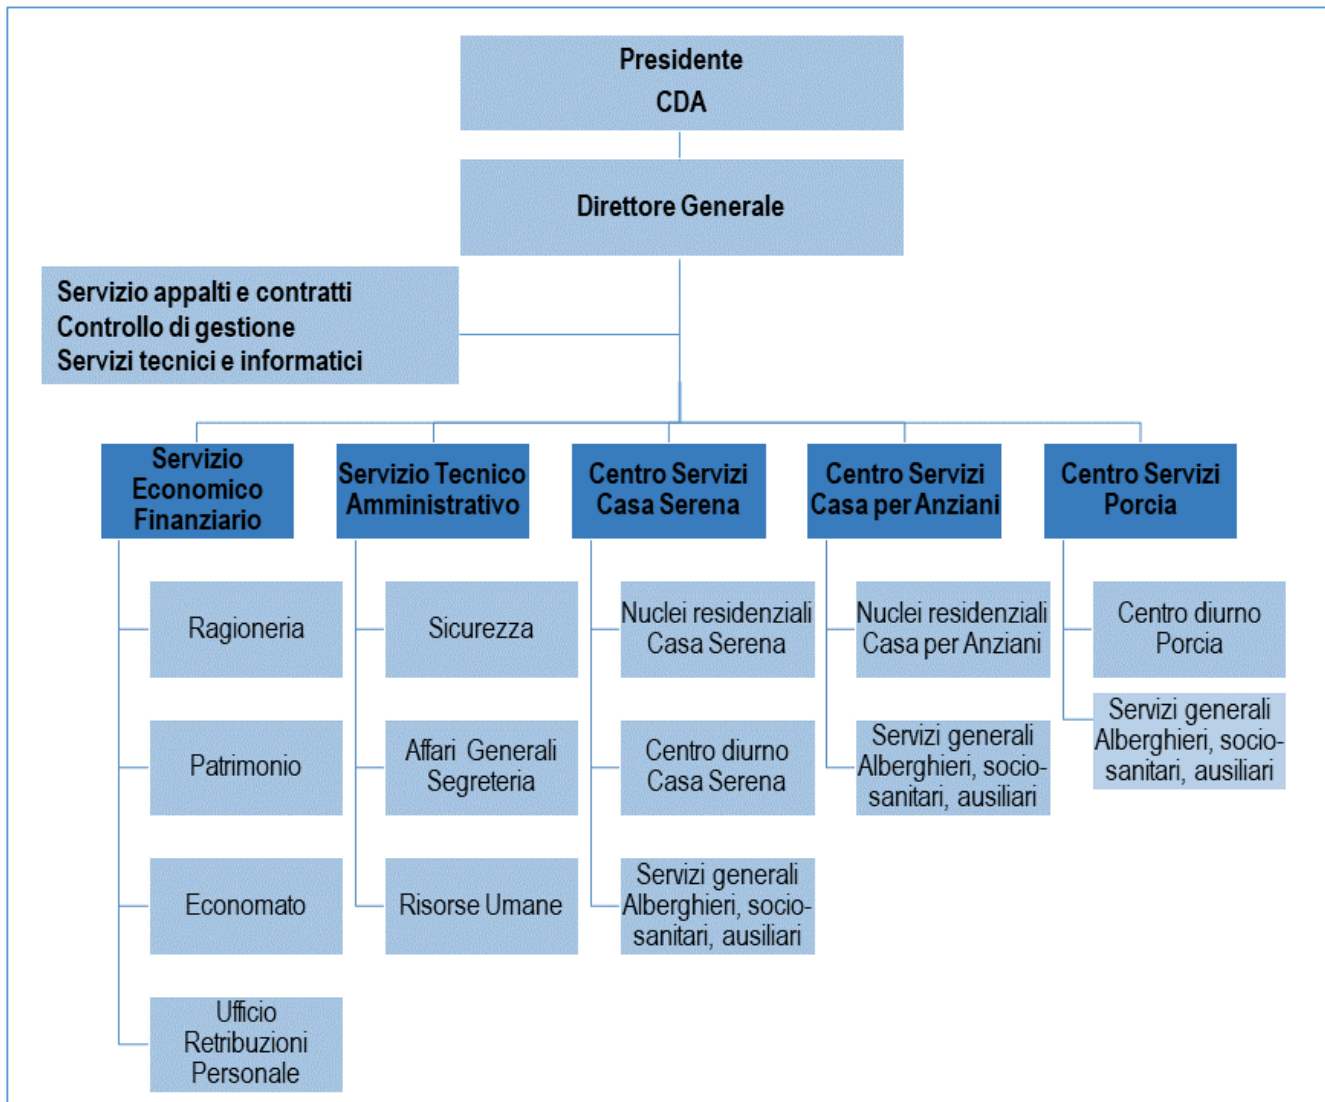 Presidente
CDA
Direttore Generale
Servizio appalti e contratti
Controllo di gestione
Servizi tecnici e informatici
Servizio
Economico
Finanziario
Servizio Tecnico
Amministrativo
Centro Servizi
Casa Serena
Centro Servizi
Casa per Anziani
Centro Servizi
Porcia
Ragioneria
Patrimonio
Economato
Ufficio
Retribuzioni
Personale
Sicurezza
Affari Generali
Segreteria
Risorse Umane
Nuclei residenziali
Casa Serena
Centro diurno
Casa Serena
Servizi generali
Alberghieri, socio-
sanitari, ausiliari
Nuclei residenziali
Casa per Anziani
Servizi generali
Alberghieri, socio-
sanitari, ausiliari
Centro diurno
Porcia
Servizi generali
Alberghieri, socio-
sanitari, ausiliari